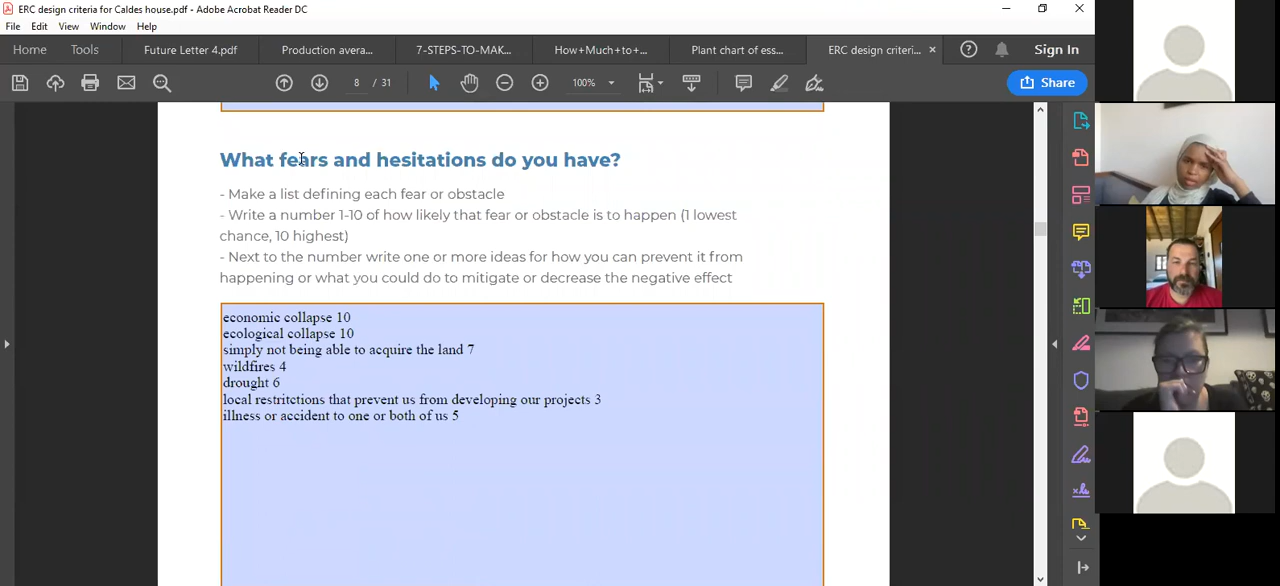 ERC design criteria for Caldes house.pdf - Adobe Acrobat Reader DC
File Edit View Window Help
Home Tools Future Letter 4.pdf Production avera... 7-STEPS-TO-MAK... How+Much+to+... Plant chart of ess... ERC design criteri... × Sign In
8 / 31 100% Share
What fears and hesitations do you have?
- Make a list defining each fear or obstacle
- Write a number 1-10 of how likely that fear or obstacle is to happen (1 lowest
chance, 10 highest)
- Next to the number write one or more ideas for how you can prevent it from
happening or what you could do to mitigate or decrease the negative effect
economic collapse 10
ecological collapse 10
simply not being able to acquire the land 7
wildfires 4
drought 6
local restritctions that prevent us from developing our projects 3
illness or accident to one or both of us 5